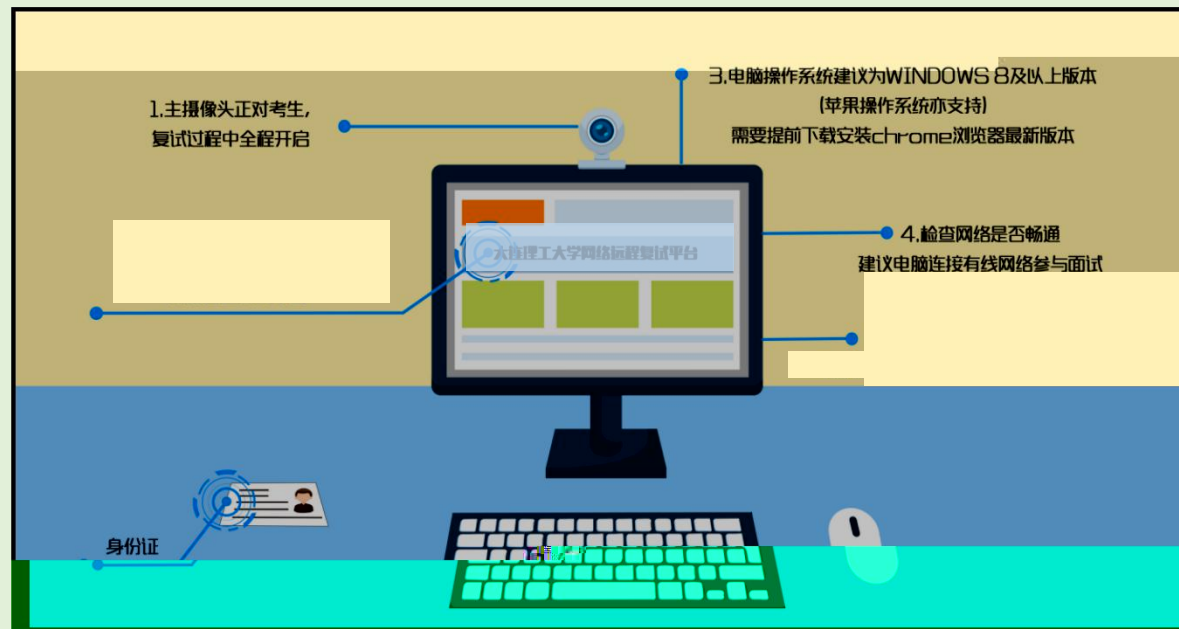 1.主摄像头正对考生,
复试过程中全程开启
3.电脑操作系统建议为WINDOWS 8及以上版本
(苹果操作系统亦支持)
需要提前下载安装chrome浏览器最新版本
大连理工大学网络远程复试平台
4.检查网络是否畅通
建议电脑连接有线网络参与面试
身份证